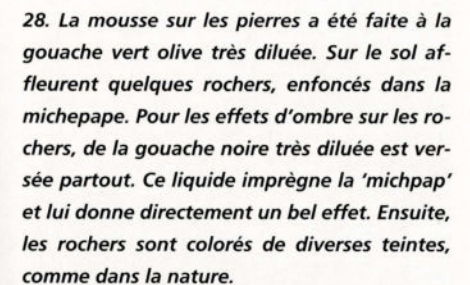 28. La mousse sur les pierres a été faite à la
gouache vert olive très diluée. Sur le sol af-
fleurent quelques rochers, enfoncés dans la
michepape. Pour les effets d'ombre sur les ro-
chers, de la gouache noire très diluée est ver-
sée partout. Ce liquide imprègne la 'michpap'
et lui donne directement un bel effet. Ensuite,
les rochers sont colorés de diverses teintes,
comme dans la nature.